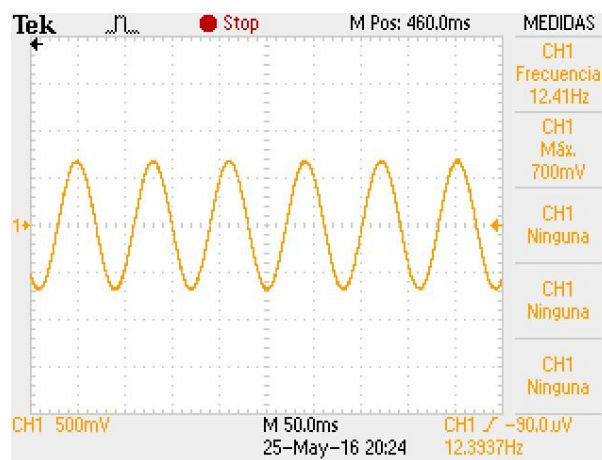 Tek Stop M Pos: 460.0ms MEDIDAS
CH1
Frecuencia
12.41Hz
CH1
Máx.
700mV
1
CH1
Ninguna
CH1
Ninguna
CH1
Ninguna
CH1 500mV M 50.0ms CH1 -90.0uV
25-May-16 20:24 12.3937Hz